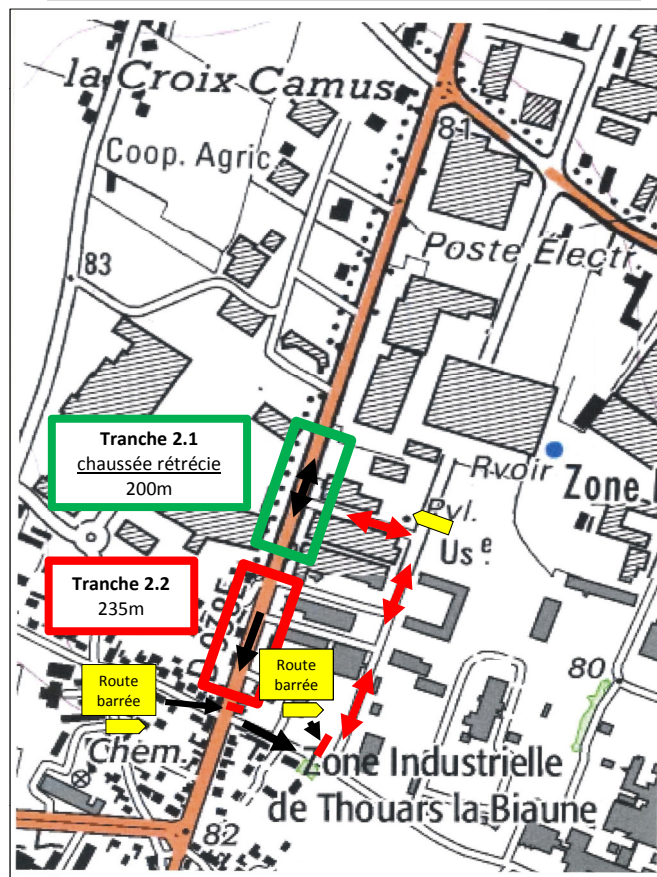 la Croix Camus
81
Coop. Agric.
Poste Électr.
83
Tranche 2.1
chaussée rétrécie
200m
Rvoir
Zone
Pyl.
Us.e
Tranche 2.2
235m
Route
barrée
Route
barrée
80
Chem.
Zone Industrielle
de Thouars la Biaune
82